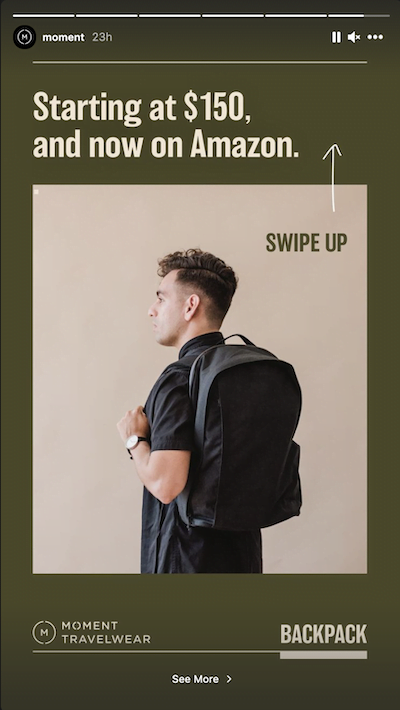 moment 23h
Starting at $150,
and now on Amazon.
SWIPE UP
M
MOMENT
TRAVELWEAR
BACKPACK
See More